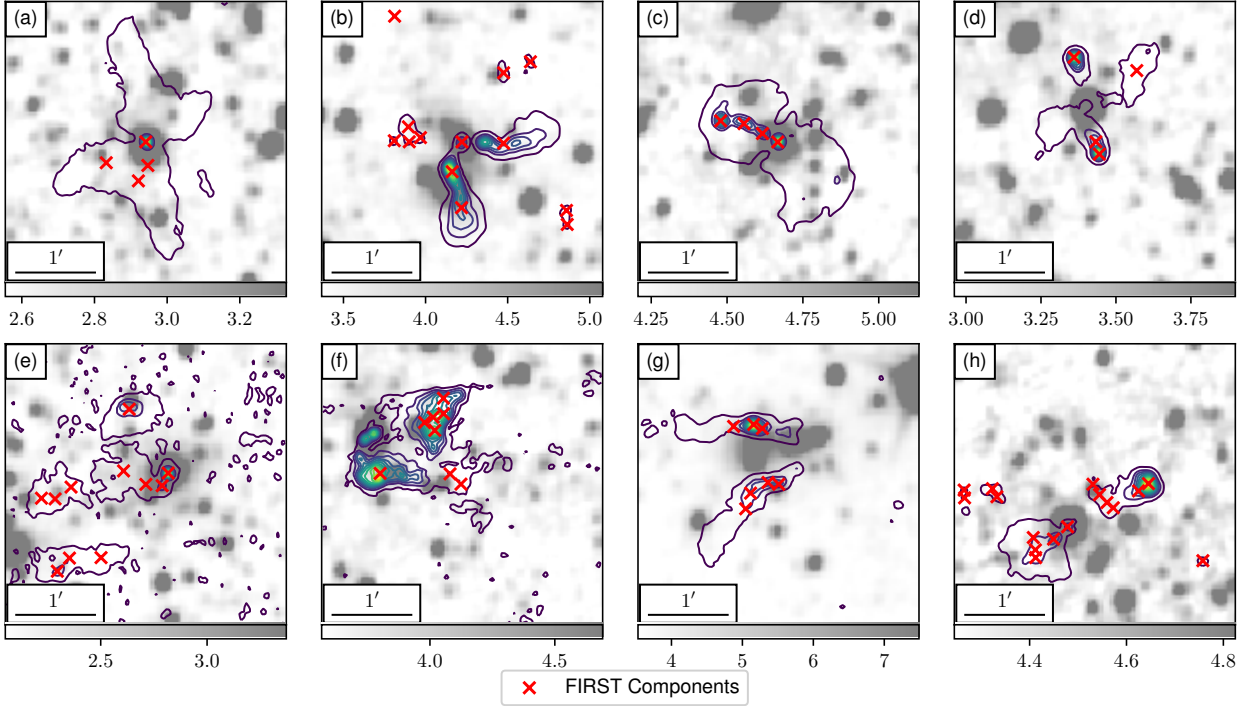 (a) (b) (c) (d)
1′ 1′ 1′ 1′
2.6 2.8 3.0 3.2 3.5 4.0 4.5 5.0 4.25 4.50 4.75 5.00 3.00 3.25 3.50 3.75
(e) (f) (g) (h)
1′ 1′ 1′ 1′
2.5 3.0 4.0 4.5 4 5 6 7 4.4 4.6 4.8
FIRST Components